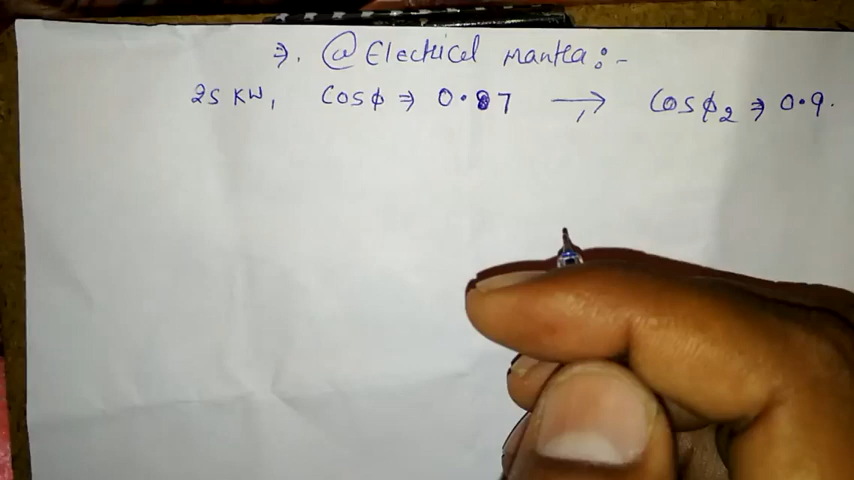 ⇒. @Electrical Mantra:-
25 KW, Cosφ ⇒ 0.87 → Cosφ₂ ⇒ 0.9.